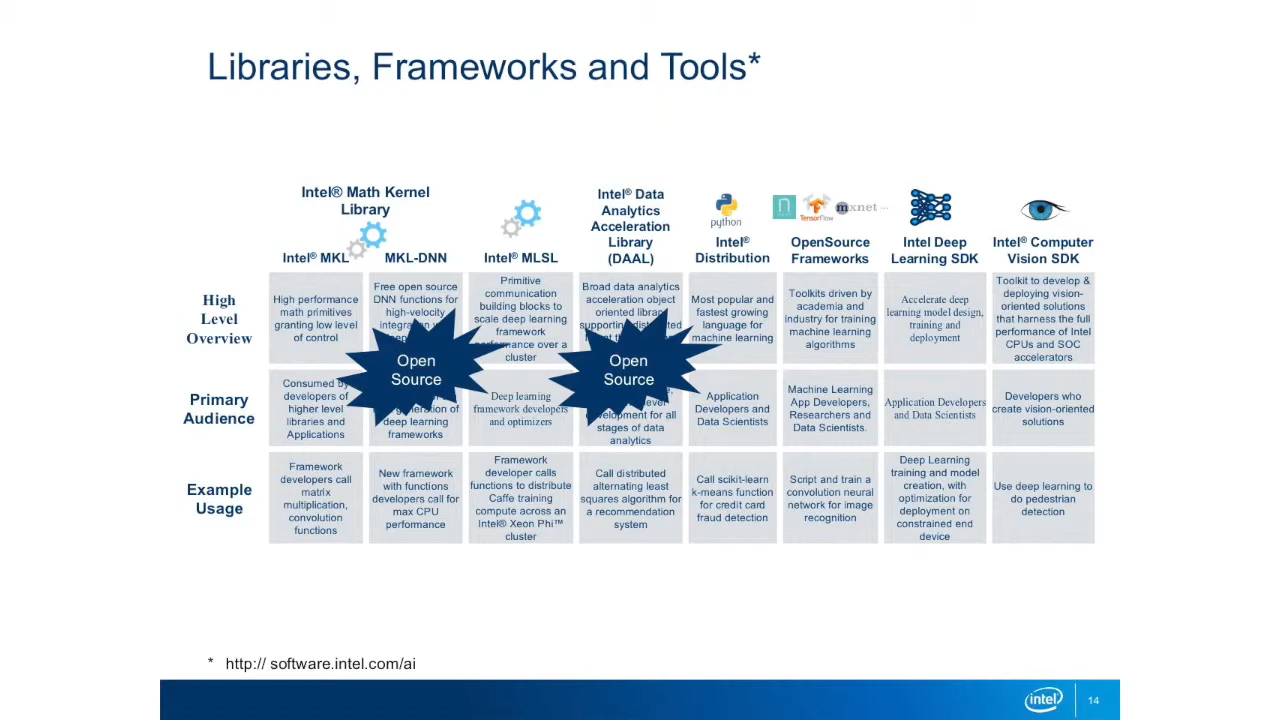 Libraries, Frameworks and Tools*
Intel® Math Kernel
Library
Intel® MKL
MKL-DNN
Intel® MLSL
Intel® Data
Analytics
Acceleration
Library
(DAAL)
python
Intel®
Distribution
n
TensorFlow
mxnet ...
OpenSource
Frameworks
Intel Deep
Learning SDK
Intel® Computer
Vision SDK
High
Level
Overview
High performance
math primitives
granting low level
of control
Free open source
DNN functions for
high-velocity
Primitive
communication
building blocks to
scale deep learning
framework
performance over a
cluster
Broad data analytics
acceleration object
oriented library
supporting distributed
Most popular and
fastest growing
language for
machine learning
Toolkits driven by
academia and
industry for training
machine learning
algorithms
Accelerate deep
learning model design,
training and
deployment
Toolkit to develop &
deploying vision-
oriented solutions
that harness the full
performance of Intel
CPUs and SOC
accelerators
Open
Source
Open
Source
Primary
Audience
Consumed by
developers of
higher level
libraries and
Applications
generation of
deep learning
frameworks
Deep learning
framework developers
and optimizers
development for all
stages of data
analytics
Application
Developers and
Data Scientists
Machine Learning
App Developers,
Researchers and
Data Scientists.
Application Developers
and Data Scientists
Developers who
create vision-oriented
solutions
Example
Usage
Framework
developers call
matrix
multiplication,
convolution
functions
New framework
with functions
developers call for
max CPU
performance
Framework
developer calls
functions to distribute
Caffe training
compute across an
Intel® Xeon Phi™
cluster
Call distributed
alternating least
squares algorithm for
a recommendation
system
Call scikit-learn
k-means function
for credit card
fraud detection
Script and train a
convolution neural
network for image
recognition
Deep Learning
training and model
creation, with
optimization for
deployment on
constrained end
device
Use deep learning to
do pedestrian
detection
* http:// software.intel.com/ai
intel
14